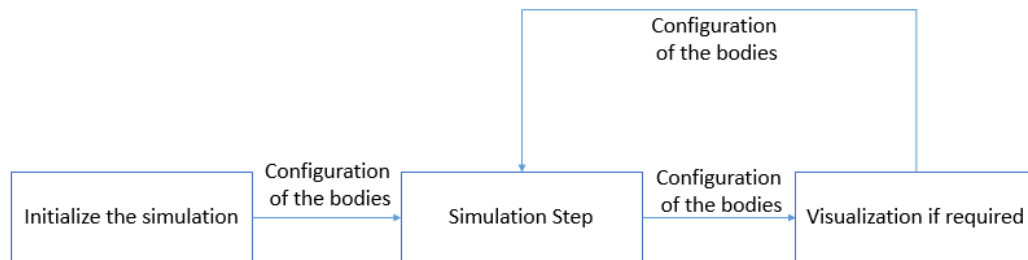 Configuration
of the bodies
Configuration
of the bodies
Configuration
of the bodies
Initialize the simulation
Simulation Step
Visualization if required